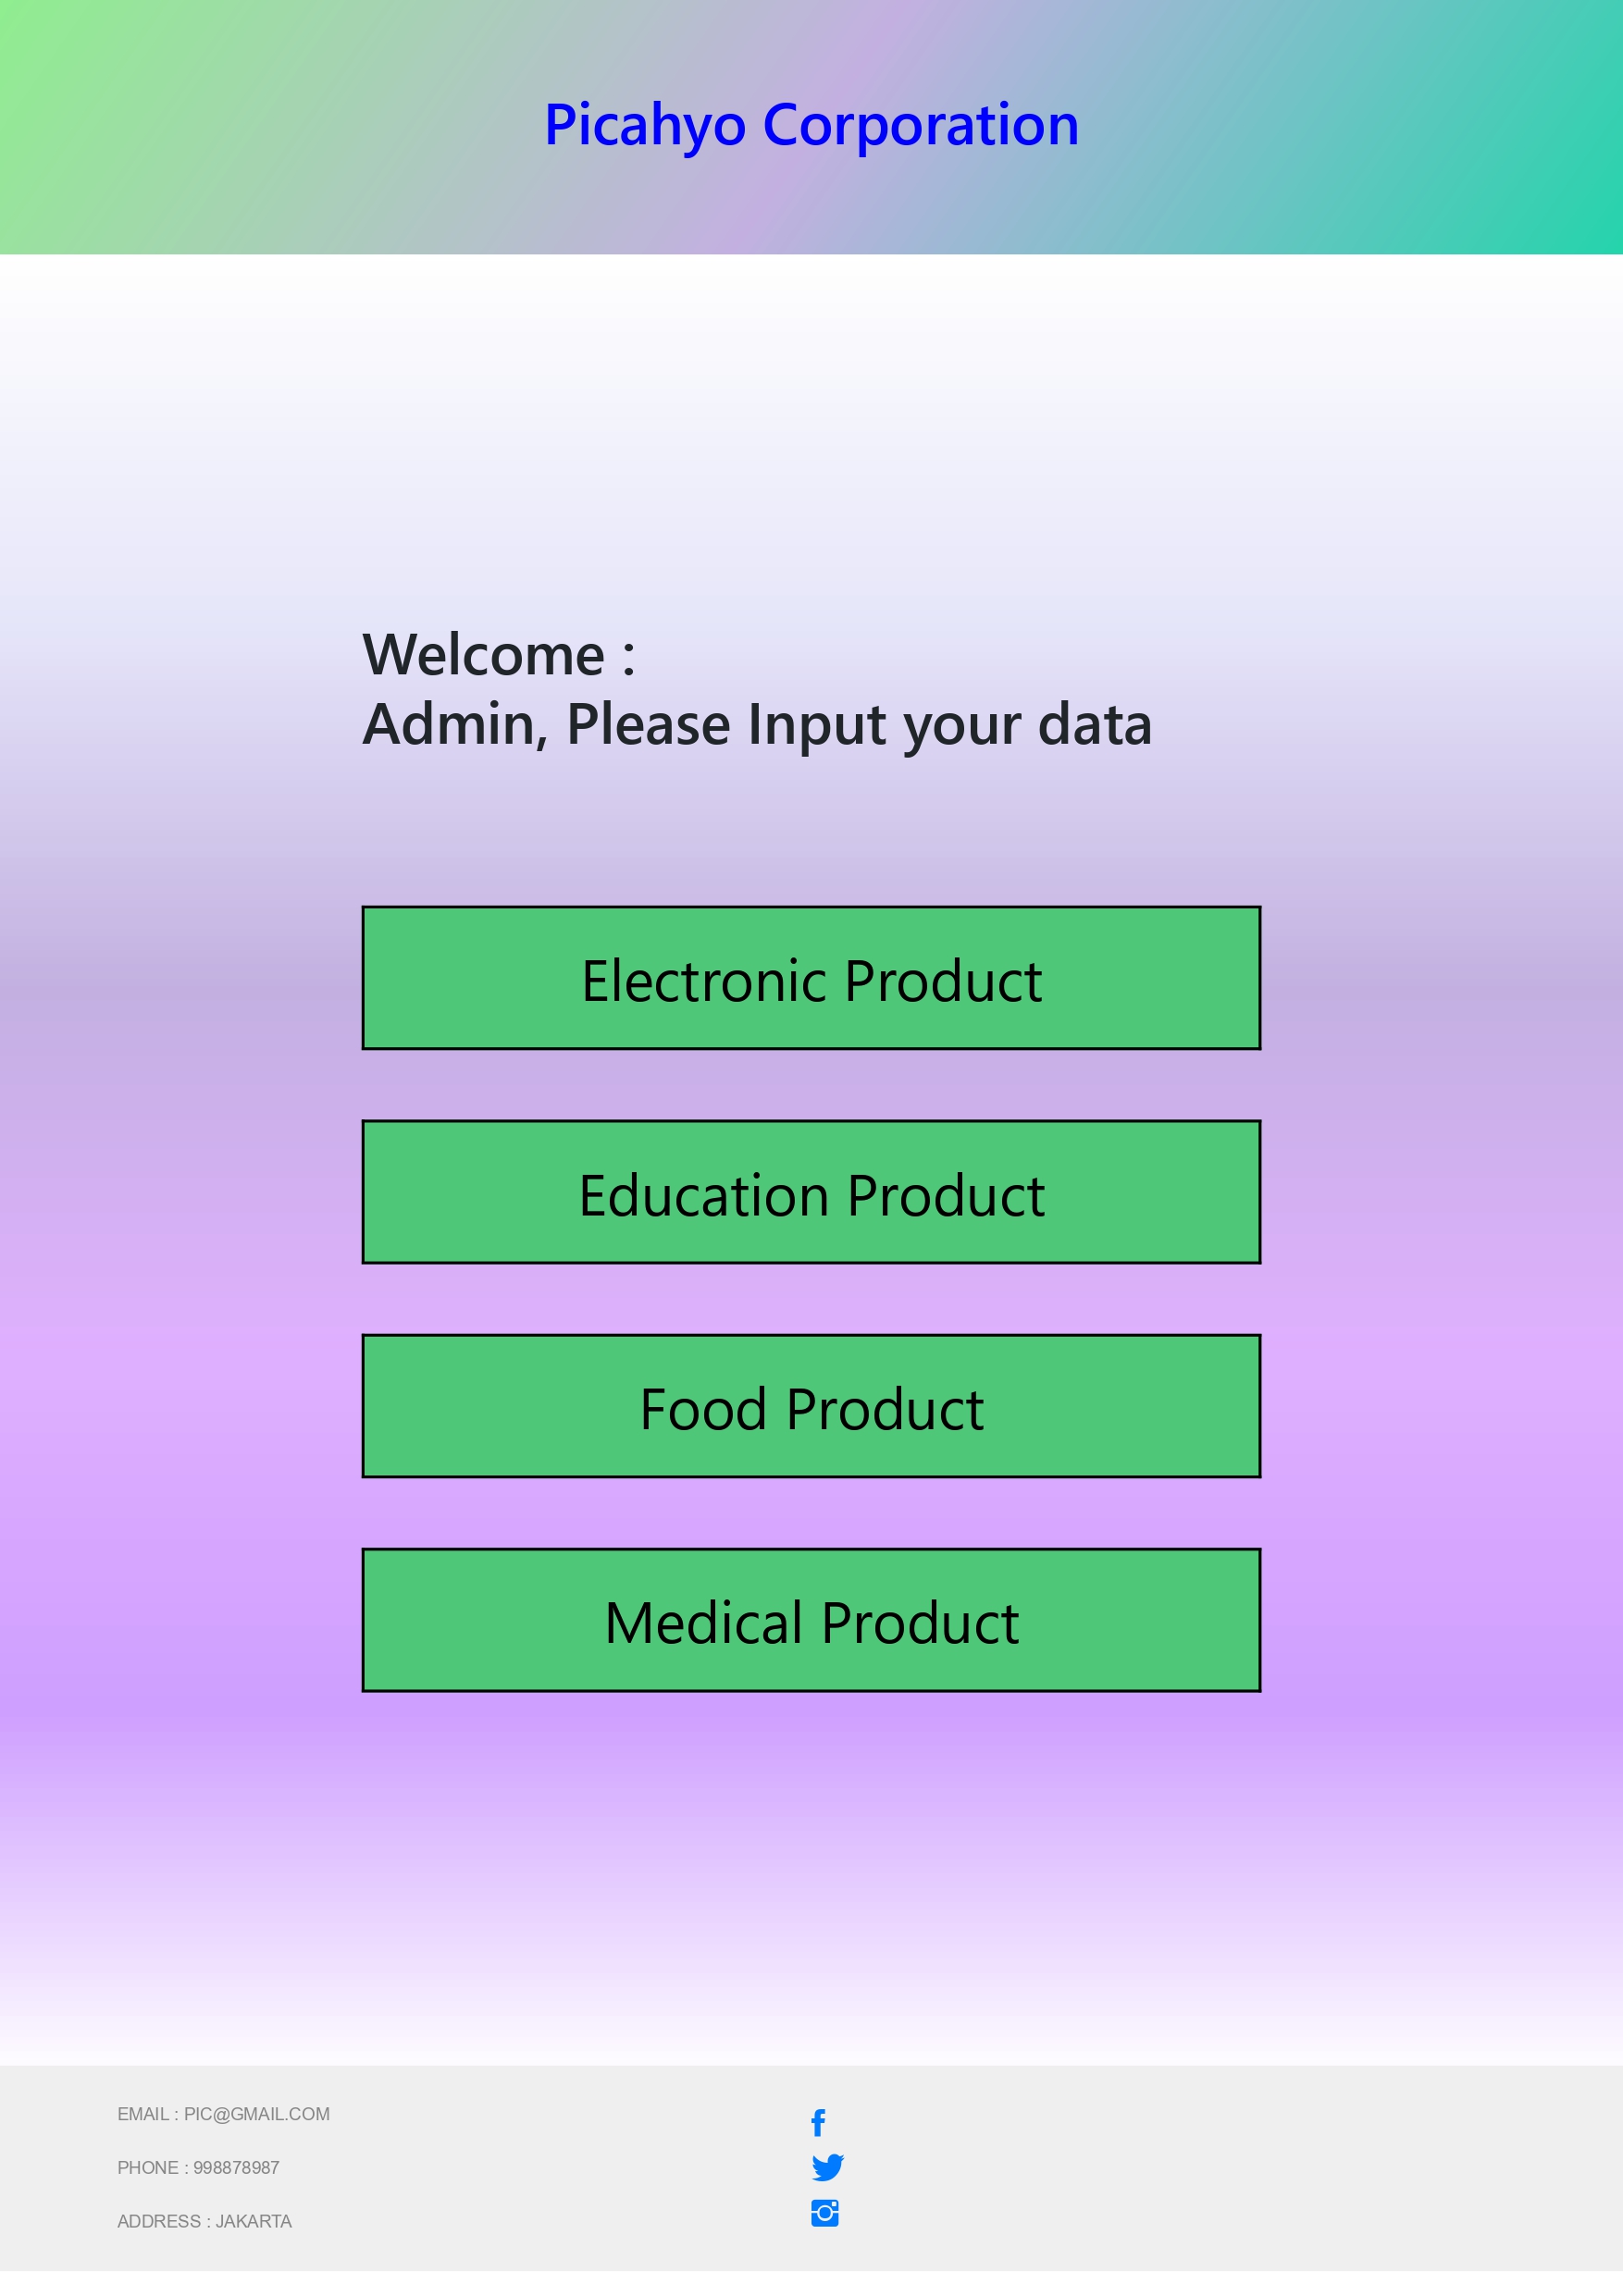 Picahyo Corporation
Welcome :
Admin, Please Input your data
Electronic Product
Education Product
Food Product
Medical Product
EMAIL : PIC@GMAIL.COM
PHONE : 998878987
ADDRESS : JAKARTA